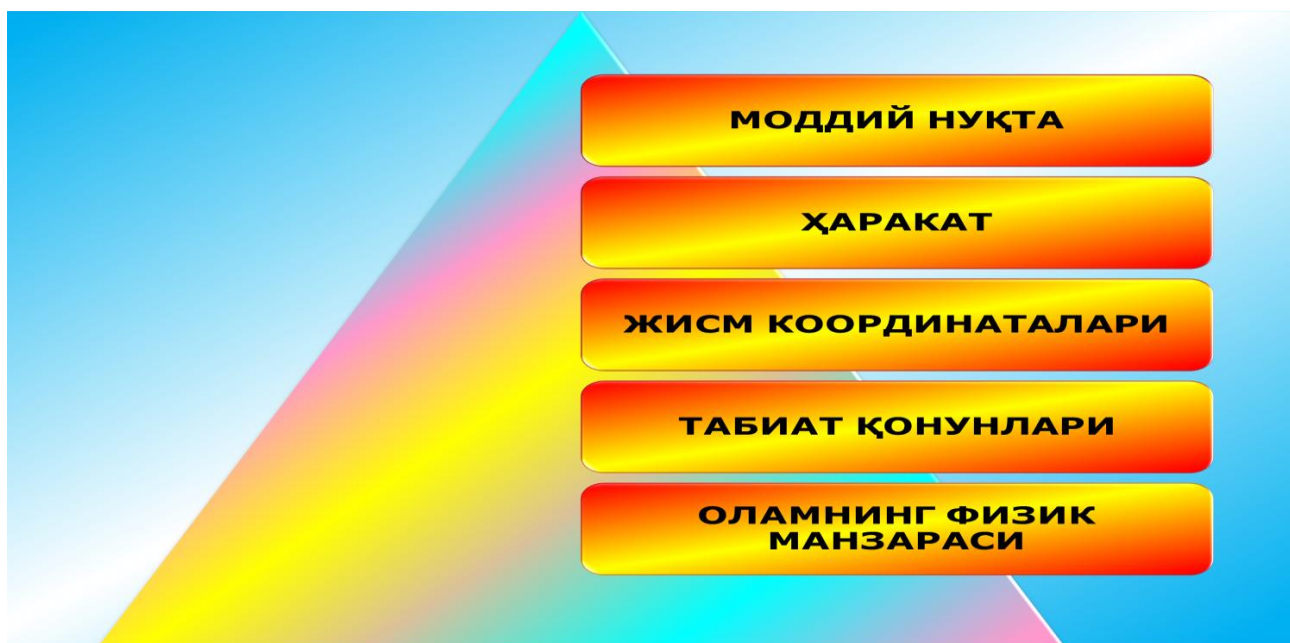 МОДДИЙ НУҚТА
ҲАРАКАТ
ЖИСМ КООРДИНАТАЛАРИ
ТАБИАТ ҚОНУНЛАРИ
ОЛАМНИНГ ФИЗИК
МАНЗАРАСИ